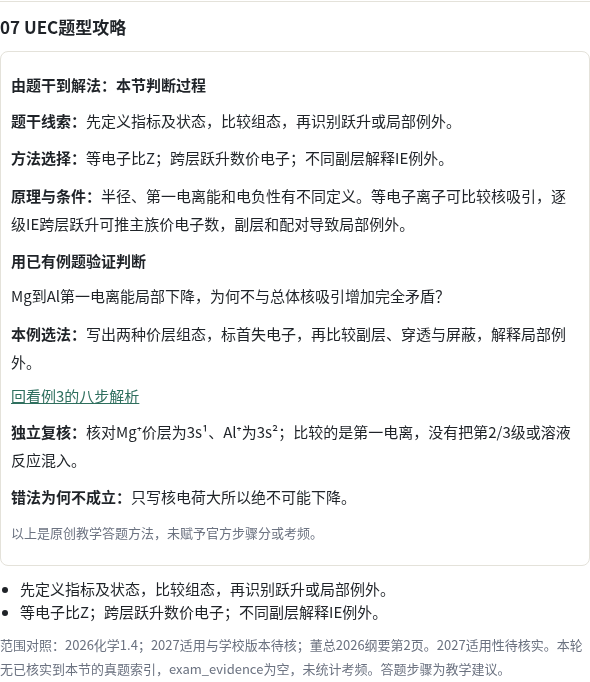 07 UEC题型攻略
由题干到解法：本节判断过程
题干线索：先定义指标及状态，比较组态，再识别跃升或局部例外。
方法选择：等电子比Z；跨层跃升数价电子；不同副层解释IE例外。
原理与条件：半径、第一电离能和电负性有不同定义。等电子离子可比较核吸引，逐
级IE跨层跃升可推主族价电子数，副层和配对导致局部例外。
用已有例题验证判断
Mg到Al第一电离能局部下降，为何不与总体核吸引增加完全矛盾？
本例选法：写出两种价层组态，标首失电子，再比较副层、穿透与屏蔽，解释局部例
外。
回看例3的八步解析
独立复核：核对Mg⁺价层为3s¹、Al⁺为3s²；比较的是第一电离，没有把第2/3级或溶液
反应混入。
错法为何不成立：只写核电荷大所以绝不可能下降。
以上是原创教学答题方法，未赋予官方步骤分或考频。
• 先定义指标及状态，比较组态，再识别跃升或局部例外。
• 等电子比Z；跨层跃升数价电子；不同副层解释IE例外。
范围对照：2026化学1.4；2027适用与学校版本待核；董总2026纲要第2页。2027适用性待核实。本轮
无已核实到本节的真题索引，exam_evidence为空，未统计考频。答题步骤为教学建议。